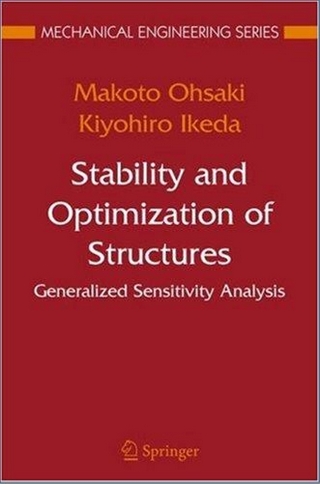 MECHANICAL ENGINEERING SERIES
Makoto Ohsaki
Kiyohiro Ikeda
Stability and
Optimization of
Structures
Generalized Sensitivity Analysis
Springer